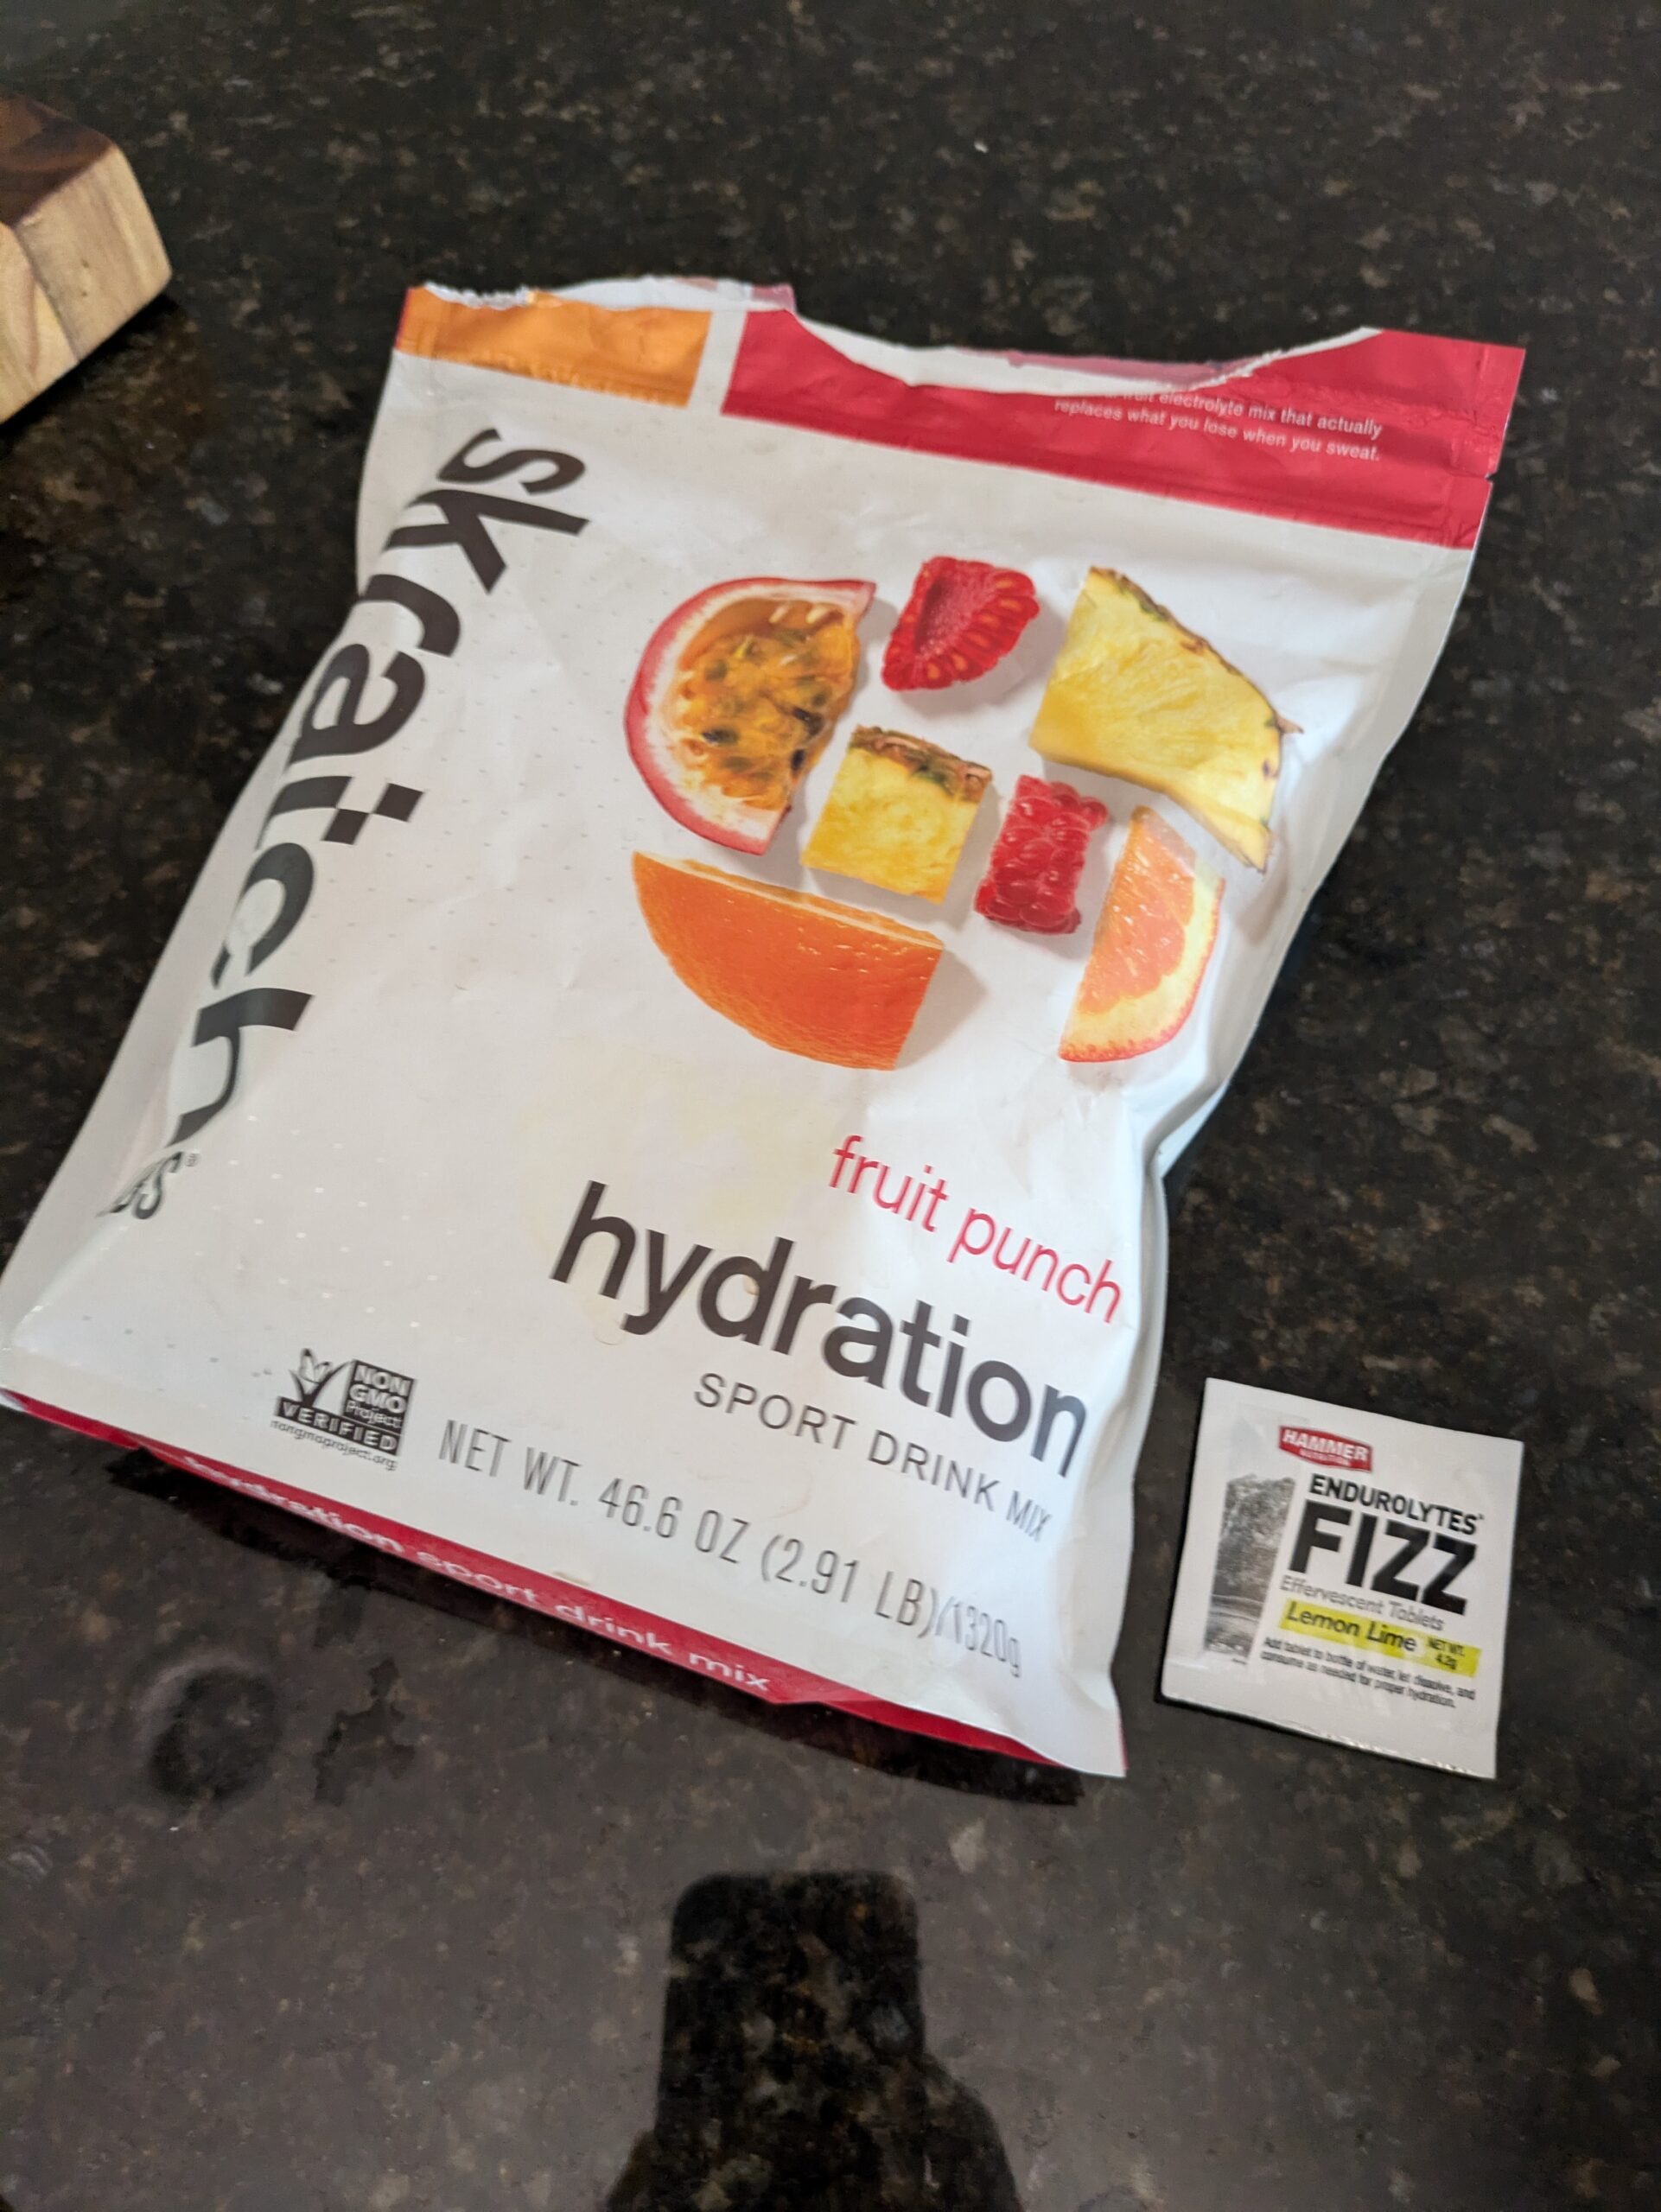 fruit electrolyte mix that actually
replaces what you lose when you sweat.
skratch
fruit punch
hydration
SPORT DRINK MIX
NON
GMO
Project
VERIFIED
nongmoproject.org
NET WT. 46.6 OZ (2.91 LB)/1320g
hydration sport drink mix
HAMMER
NUTRITION
ENDUROLYTES®
FIZZ
Effervescent Tablets
Lemon Lime NET WT. 4.2g
Add tablet to bottle of water, let dissolve, and
consume as needed for proper hydration.